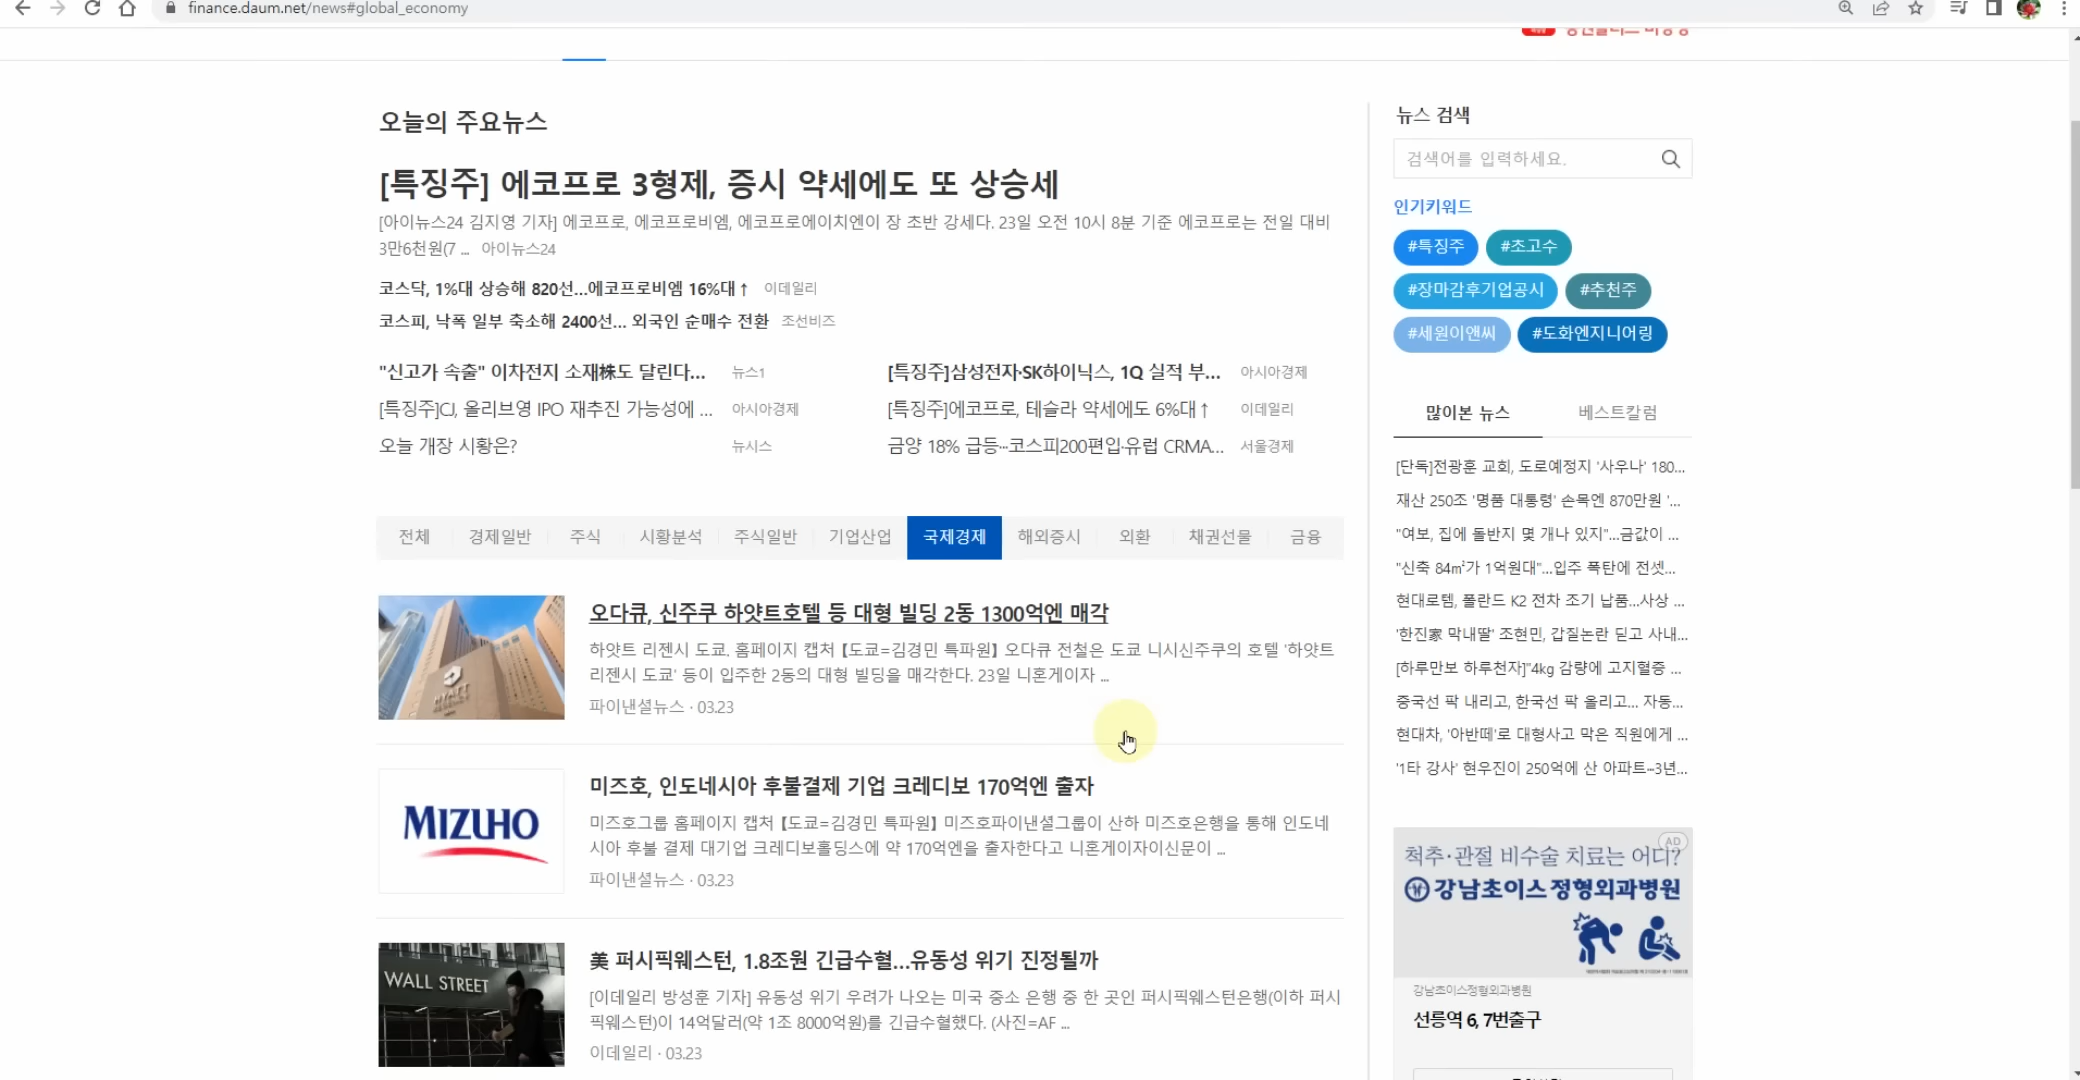 finance.daum.net/news#global_economy
오늘의 주요뉴스
[특징주] 에코프로 3형제, 증시 약세에도 또 상승세
[아이뉴스24 김지영 기자] 에코프로, 에코프로비엠, 에코프로에이치엔이 장 초반 강세다. 23일 오전 10시 8분 기준 에코프로는 전일 대비
3만6천원(7 ... 아이뉴스24
코스닥, 1%대 상승해 820선...에코프로비엠 16%대↑ 이데일리
코스피, 낙폭 일부 축소해 2400선... 외국인 순매수 전환 조선비즈
"신고가 속출" 이차전지 소재株도 달린다... 뉴스1
[특징주]삼성전자·SK하이닉스, 1Q 실적 부... 아시아경제
[특징주]CJ, 올리브영 IPO 재추진 가능성에 ... 아시아경제
[특징주]에코프로, 테슬라 약세에도 6%대↑ 이데일리
오늘 개장 시황은? 뉴시스
금양 18% 급등···코스피200편입·유럽 CRMA... 서울경제
전체 경제일반 주식 시황분석 주식일반 기업산업 국제경제 해외증시 외환 채권선물 금융
오다큐, 신주쿠 하얏트호텔 등 대형 빌딩 2동 1300억엔 매각
하얏트 리젠시 도쿄. 홈페이지 캡처【도쿄=김경민 특파원】오다큐 전철은 도쿄 니시신주쿠의 호텔 '하얏트
리젠시 도쿄' 등이 입주한 2동의 대형 빌딩을 매각한다. 23일 니혼게이자 ...
파이낸셜뉴스 · 03.23
MIZUHO
미즈호, 인도네시아 후불결제 기업 크레디보 170억엔 출자
미즈호그룹 홈페이지 캡처【도쿄=김경민 특파원】미즈호파이낸셜그룹이 산하 미즈호은행을 통해 인도네
시아 후불 결제 대기업 크레디보홀딩스에 약 170억엔을 출자한다고 니혼게이자이신문이 ...
파이낸셜뉴스 · 03.23
WALL STREET
美 퍼시픽웨스턴, 1.8조원 긴급수혈...유동성 위기 진정될까
[이데일리 방성훈 기자] 유동성 위기 우려가 나오는 미국 중소 은행 중 한 곳인 퍼시픽웨스턴은행(이하 퍼시
픽웨스턴)이 14억달러(약 1조 8000억원)를 긴급수혈했다. (사진=AF ...
이데일리 · 03.23
뉴스 검색
검색어를 입력하세요.
인기키워드
#특징주 #초고수
#장마감후기업공시 #추천주
#세원이앤씨 #도화엔지니어링
많이본 뉴스 베스트칼럼
[단독]전광훈 교회, 도로예정지 '사우나' 180...
재산 250조 '명품 대통령' 손목엔 870만원 '...
"여보, 집에 돌반지 몇 개나 있지"...금값이 ...
"신축 84㎡가 1억원대"...입주 폭탄에 전셋...
현대로템, 폴란드 K2 전차 조기 납품...사상 ...
'한진家 막내딸' 조현민, 갑질논란 딛고 사내...
[하루만보 하루천자]"4kg 감량에 고지혈증 ...
중국선 팍 내리고, 한국선 팍 올리고... 자동...
현대차, '아반떼'로 대형사고 막은 직원에게 ...
'1타 강사' 현우진이 250억에 산 아파트···3년...
AD
척추·관절 비수술 치료는 어디?
강남초이스정형외과병원
강남초이스정형외과병원
선릉역 6, 7번출구